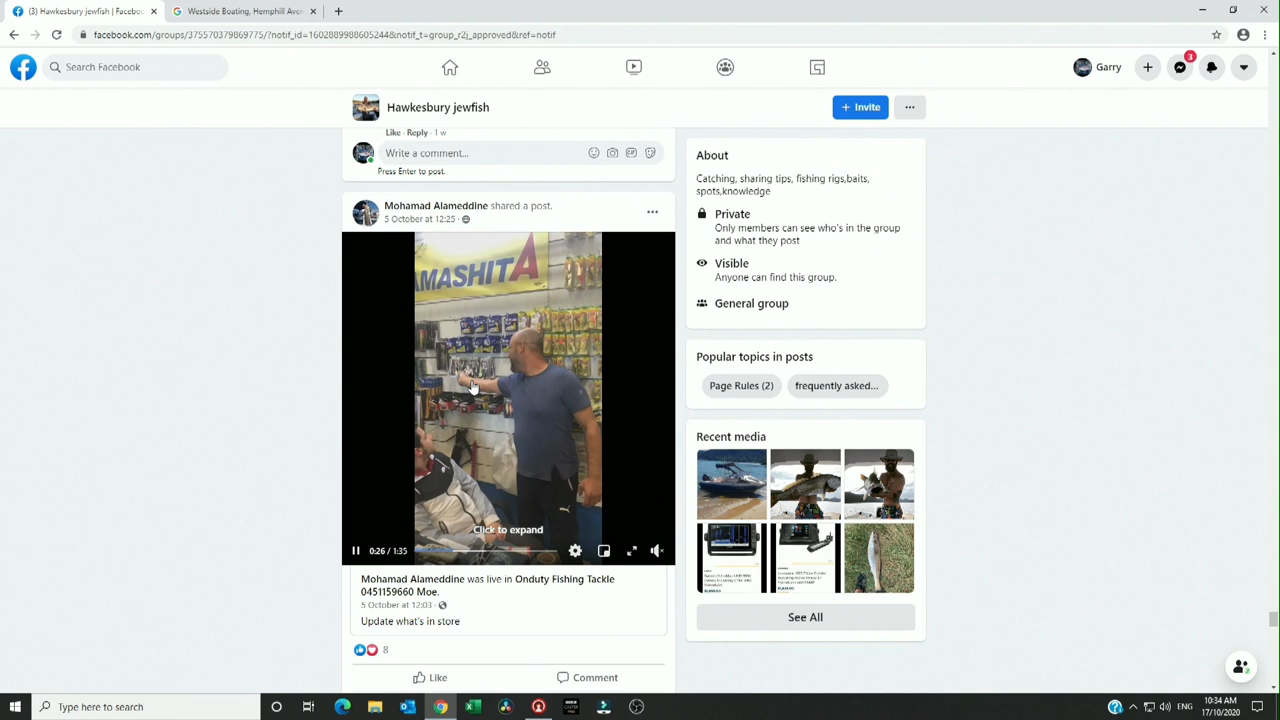 (3) Hawkesbury jewfish | Facebook
Westside Boating, Hemphill Ave
facebook.com/groups/375570379869775/?notif_id=1602889988605244&notif_t=group_r2j_approved&ref=notif
Search Facebook
Garry
3
Hawkesbury jewfish
+ Invite
Like · Reply · 1 w
Write a comment...
GIF
Press Enter to post.
Mohamad Alameddine shared a post.
5 October at 12:25
AMASHITA
Click to expand
0:26 / 1:35
Mohamad Alameddine was live in Onduty Fishing Tackle
0451159660 Moe.
5 October at 12:03
Update what's in store
8
Like
Comment
About
Catching, sharing tips, fishing rigs,baits,
spots,knowledge
Private
Only members can see who's in the group
and what they post
Visible
Anyone can find this group.
General group
Popular topics in posts
Page Rules (2)
frequently asked...
Recent media
See All
Type here to search
ENG
10:34 AM
17/10/2020